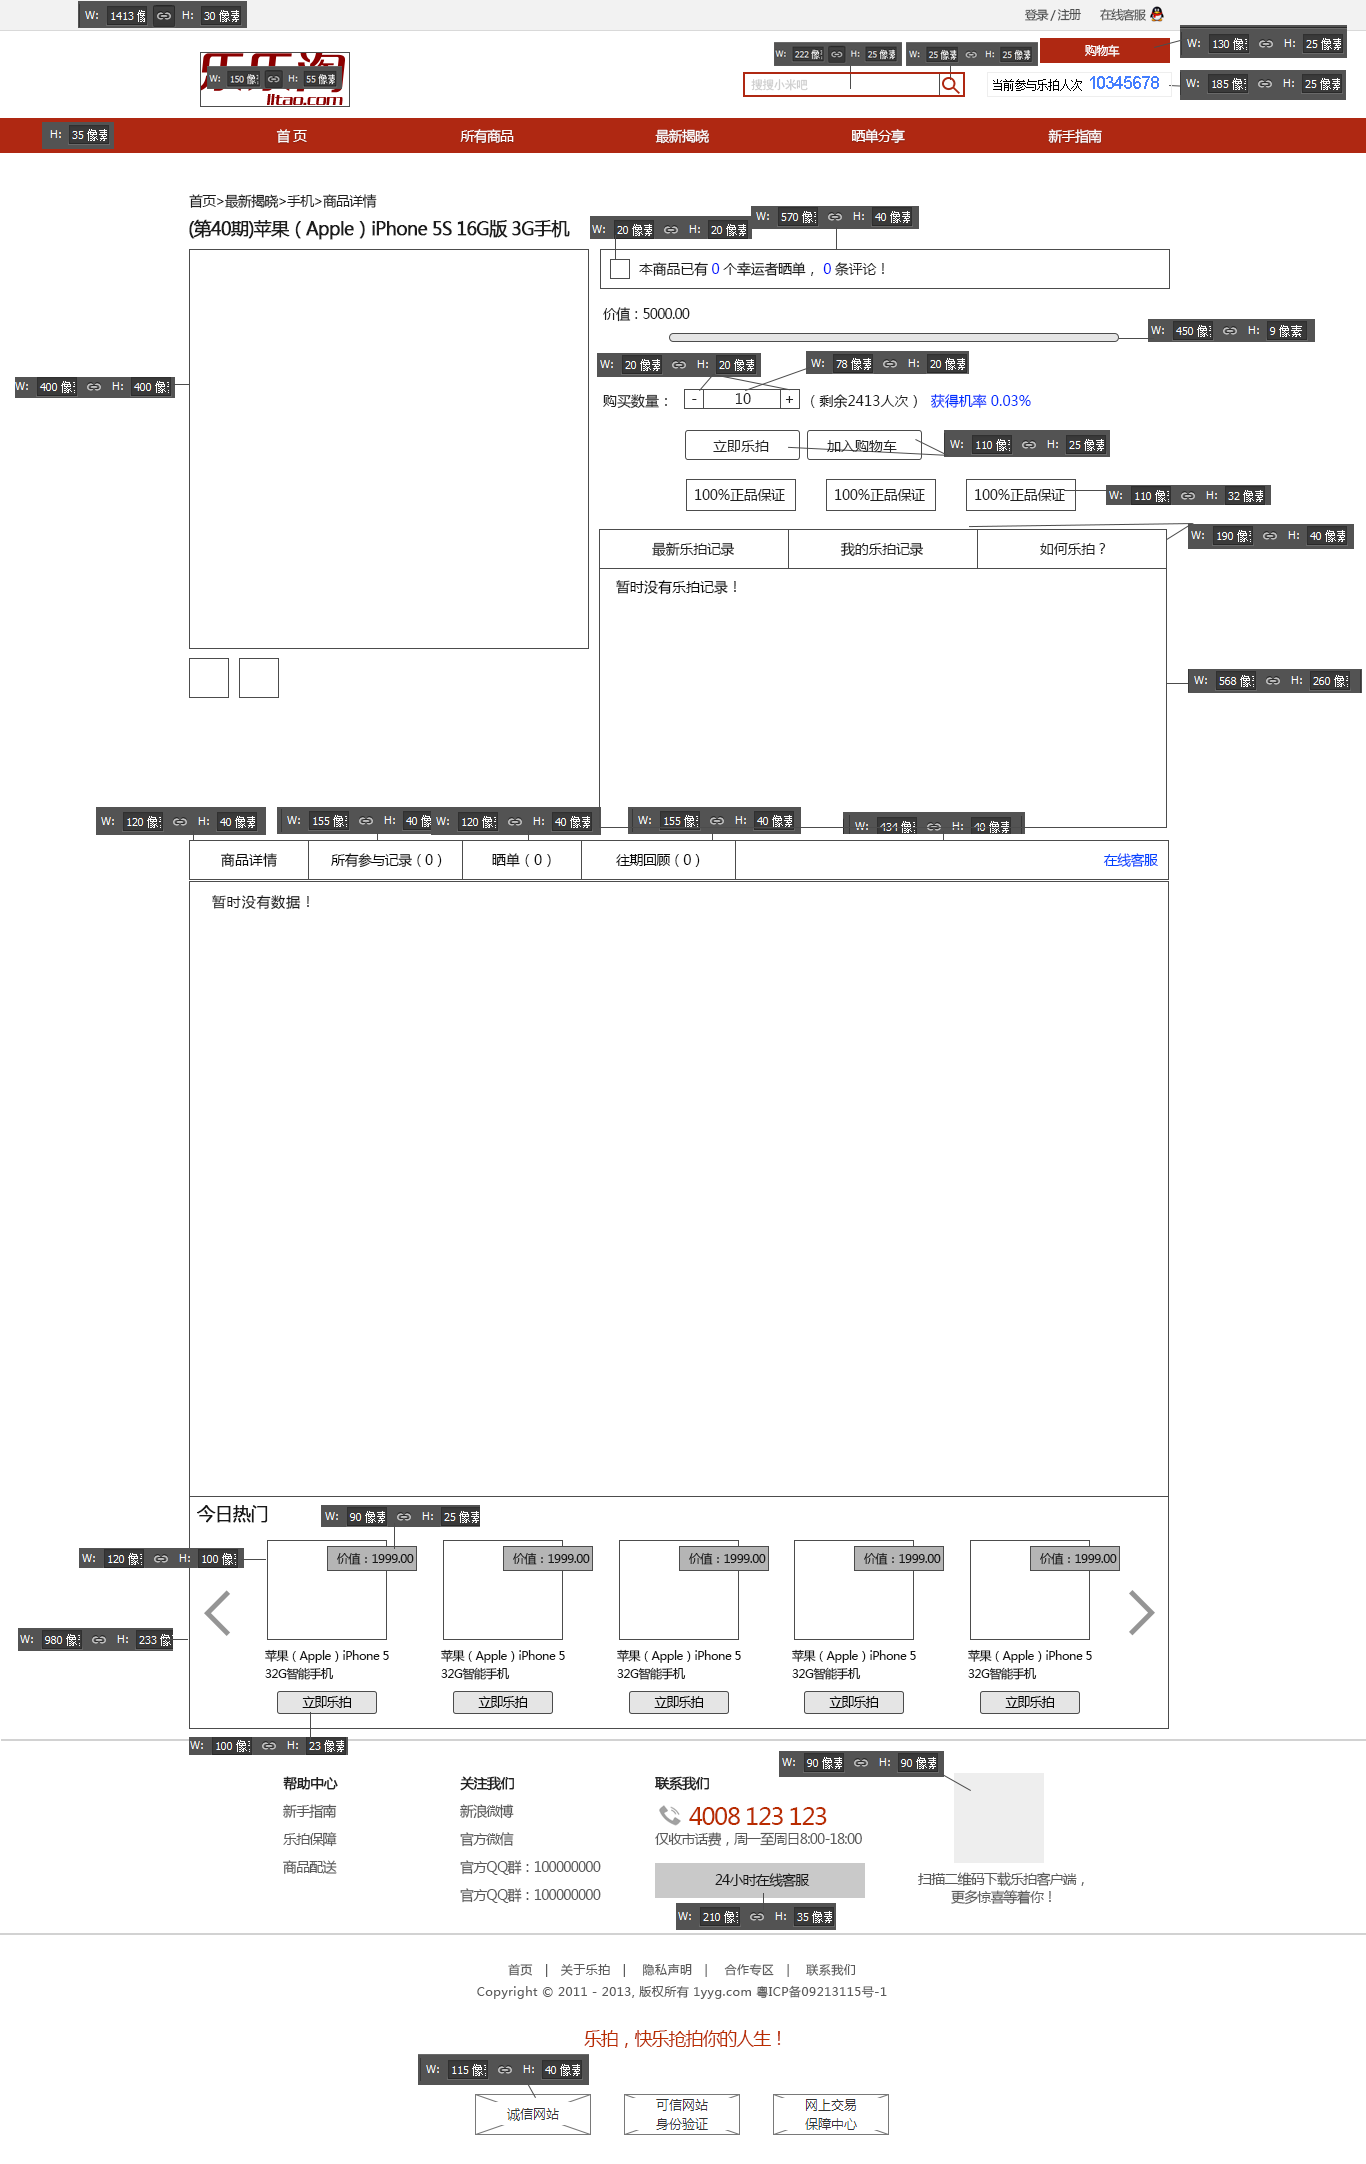 W: 1413 像 H: 30 像素
登录 / 注册 在线客服
W: 222 像 H: 25 像素 W: 25 像素 H: 25 像素
购物车
W: 130 像 H: 25 像
乐乐淘
W: 150 像 H: 55 像素
lltao.com
搜搜小米吧
当前参与乐拍人次 10345678
W: 185 像 H: 25 像
H: 35 像素
首 页 所有商品 最新揭晓 晒单分享 新手指南
首页>最新揭晓>手机>商品详情
(第40期)苹果（Apple）iPhone 5S 16G版 3G手机
W: 20 像素 H: 20 像素
W: 570 像 H: 40 像素
本商品已有 0 个幸运者晒单， 0 条评论！
价值：5000.00
W: 450 像 H: 9 像素
W: 20 像素 H: 20 像素
W: 78 像素 H: 20 像素
W: 400 像 H: 400 像
购买数量： - 10 + （ 剩余2413人次 ） 获得机率 0.03%
立即乐拍 加入购物车
W: 110 像 H: 25 像素
100%正品保证 100%正品保证 100%正品保证
W: 110 像 H: 32 像素
W: 190 像 H: 40 像素
最新乐拍记录 我的乐拍记录 如何乐拍？
暂时没有乐拍记录！
W: 568 像 H: 260 像
W: 120 像 H: 40 像素
W: 155 像 H: 40 像
W: 120 像 H: 40 像素
W: 155 像 H: 40 像素
W: 434 像 H: 40 像素
商品详情 所有参与记录（0） 晒单（0） 往期回顾（0） 在线客服
暂时没有数据！
今日热门
W: 90 像素 H: 25 像素
W: 120 像 H: 100 像
价值：1999.00 价值：1999.00 价值：1999.00 价值：1999.00 价值：1999.00
W: 980 像 H: 233 像
苹果（Apple）iPhone 5 苹果（Apple）iPhone 5 苹果（Apple）iPhone 5 苹果（Apple）iPhone 5 苹果（Apple）iPhone 5
32G智能手机 32G智能手机 32G智能手机 32G智能手机 32G智能手机
立即乐拍 立即乐拍 立即乐拍 立即乐拍 立即乐拍
W: 100 像 H: 23 像素
W: 90 像素 H: 90 像素
帮助中心 关注我们 联系我们
新手指南 新浪微博 4008 123 123
乐拍保障 官方微信 仅收市话费，周一至周日8:00-18:00
商品配送 官方QQ群：100000000 24小时在线客服 扫描二维码下载乐拍客户端，
官方QQ群：100000000 更多惊喜等着你！
W: 210 像 H: 35 像素
首页 | 关于乐拍 | 隐私声明 | 合作专区 | 联系我们
Copyright © 2011 - 2013, 版权所有 1yyg.com 粤ICP备09213115号-1
乐拍，快乐抢拍你的人生！
W: 115 像 H: 40 像素
诚信网站
可信网站
身份验证
网上交易
保障中心